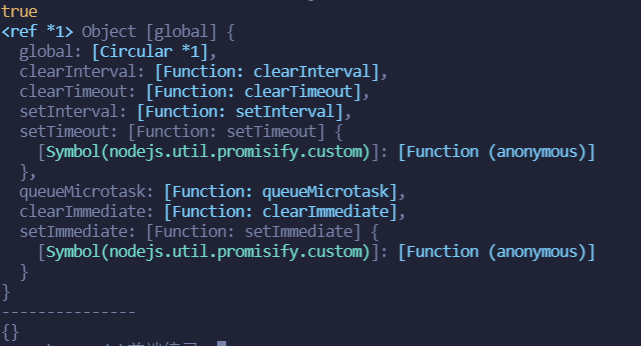 true
<ref *1> Object [global] {
  global: [Circular *1],
  clearInterval: [Function: clearInterval],
  clearTimeout: [Function: clearTimeout],
  setInterval: [Function: setInterval],
  setTimeout: [Function: setTimeout] {
    [Symbol(nodejs.util.promisify.custom)]: [Function (anonymous)]
  },
  queueMicrotask: [Function: queueMicrotask],
  clearImmediate: [Function: clearImmediate],
  setImmediate: [Function: setImmediate] {
    [Symbol(nodejs.util.promisify.custom)]: [Function (anonymous)]
  }
}
---------------
{}